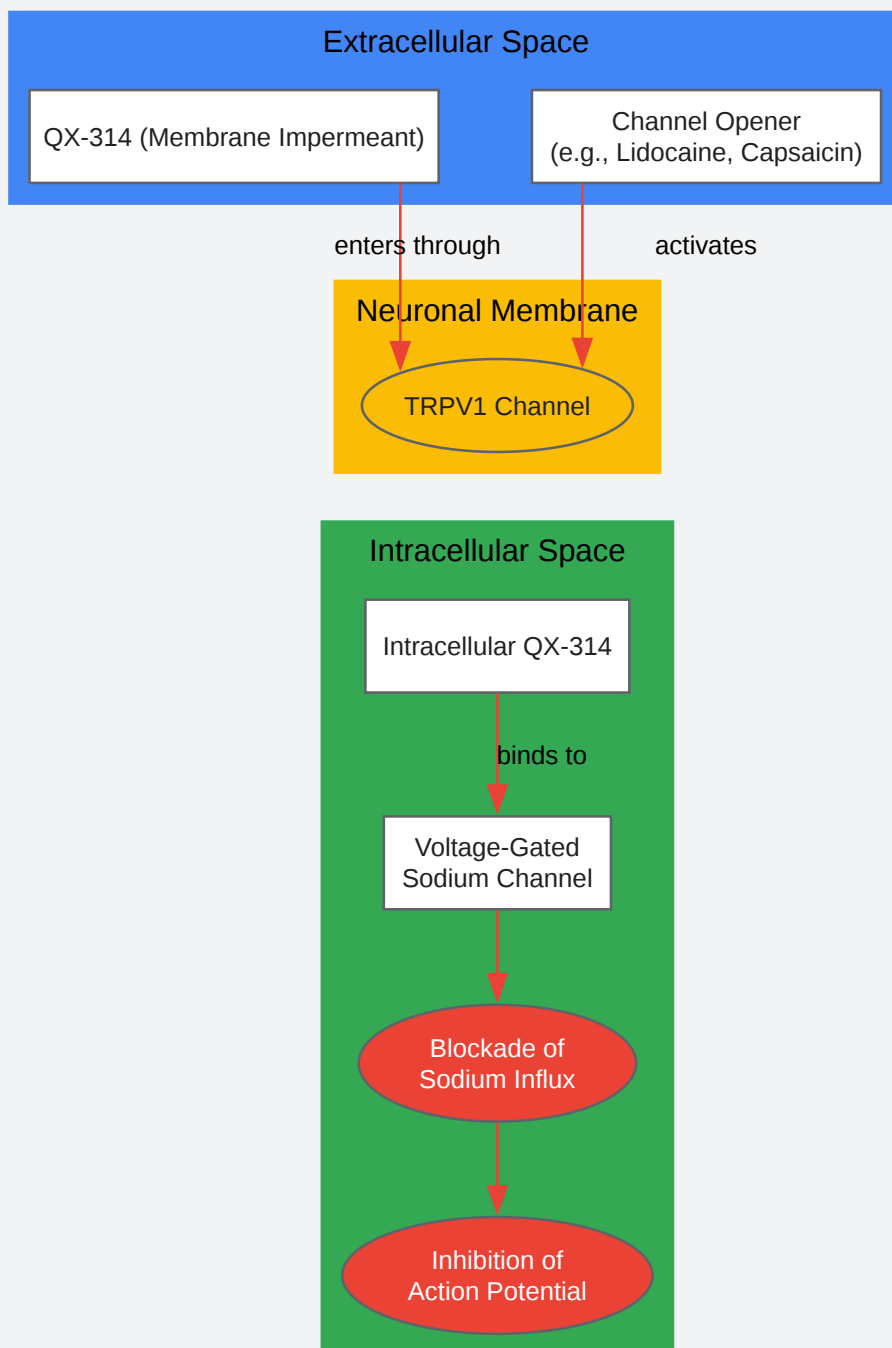 Extracellular Space
QX-314 (Membrane Impermeant)
Channel Opener
(e.g., Lidocaine, Capsaicin)
enters through
activates
Neuronal Membrane
TRPV1 Channel
Intracellular Space
Intracellular QX-314
binds to
Voltage-Gated
Sodium Channel
Blockade of
Sodium Influx
Inhibition of
Action Potential